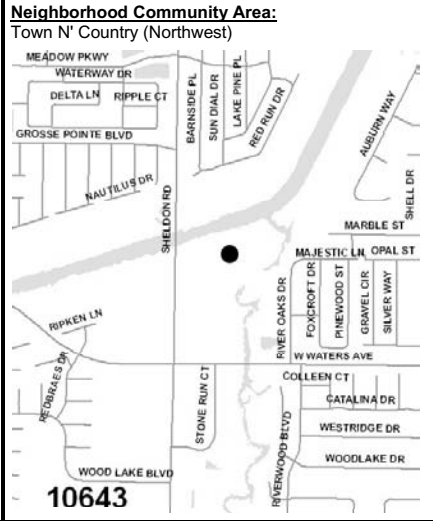 Neighborhood Community Area:
Town N' Country (Northwest)
MEADOW PKWY
WATERWAY DR
DELTA LN
RIPPLE CT
GROSSE POINTE BLVD
BARNSIDE PL
SUN DIAL DR
LAKE PINE PL
RED RUN DR
AUBURN WAY
SHELL DR
NAUTILUS DR
SHELDON RD
MARBLE ST
MAJESTIC LN
OPAL ST
RIVER OAKS DR
FOXCROFT DR
PINEWOOD ST
GRAVEL CIR
SILVER WAY
RIPKEN LN
W WATERS AVE
REDBRAES DR
STONE RUN CT
COLLEEN CT
CATALINA DR
WESTRIDGE DR
RIVERWOOD BLVD
WOODLAKE DR
WOOD LAKE BLVD
10643